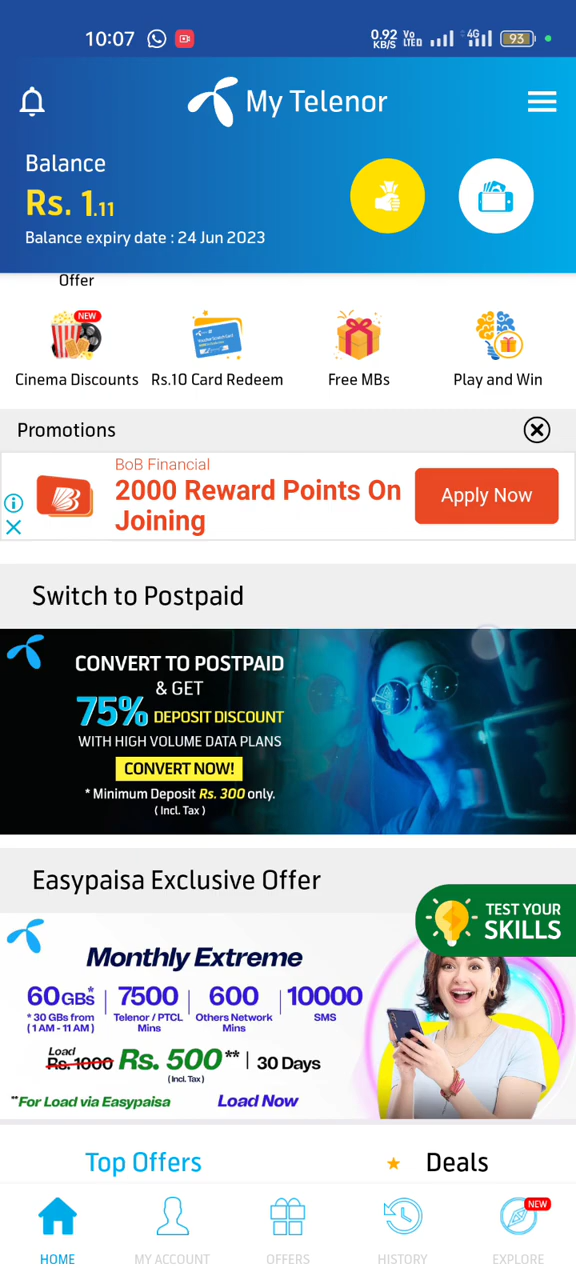 10:07
0.92 KB/S
Vo LTED
4G
93
My Telenor
Balance
Rs. 1.11
Balance expiry date : 24 Jun 2023
Offer
NEW
Cinema Discounts
Rs.10 Card Redeem
Free MBs
Play and Win
Promotions
BoB Financial
2000 Reward Points On
Joining
Apply Now
Switch to Postpaid
CONVERT TO POSTPAID
& GET
75% DEPOSIT DISCOUNT
WITH HIGH VOLUME DATA PLANS
CONVERT NOW!
* Minimum Deposit Rs. 300 only.
( Incl. Tax )
Easypaisa Exclusive Offer
TEST YOUR
SKILLS
Monthly Extreme
60GBs* 7500 600 10000
* 30 GBs from Telenor / PTCL Others Network SMS
( 1 AM - 11 AM ) Mins Mins
Load
Rs. 1000 Rs. 500** | 30 Days
(Incl. Tax)
**For Load via Easypaisa Load Now
Top Offers
Deals
NEW
HOME
MY ACCOUNT
OFFERS
HISTORY
EXPLORE